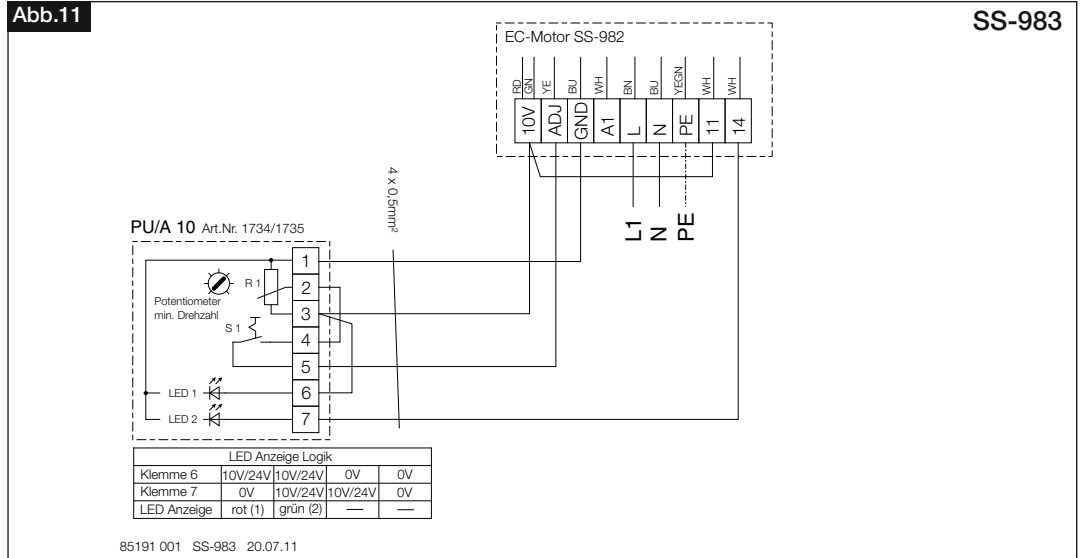 Abb.11
SS-983
EC-Motor SS-982
RD GN YE BU WH BN BU YEGN WH WH
10V ADJ GND A1 L N PE 11 14
4 x 0,5mm²
L1 N PE
PU/A 10 Art.Nr. 1734/1735
1
R 1 2
Potentiometer
min. Drehzahl
3
S 1
4
5
LED 1 6
LED 2 7
LED Anzeige Logik
Klemme 6 10V/24V 10V/24V 0V 0V
Klemme 7 0V 10V/24V 10V/24V 0V
LED Anzeige rot (1) grün (2) — —
85191 001 SS-983 20.07.11